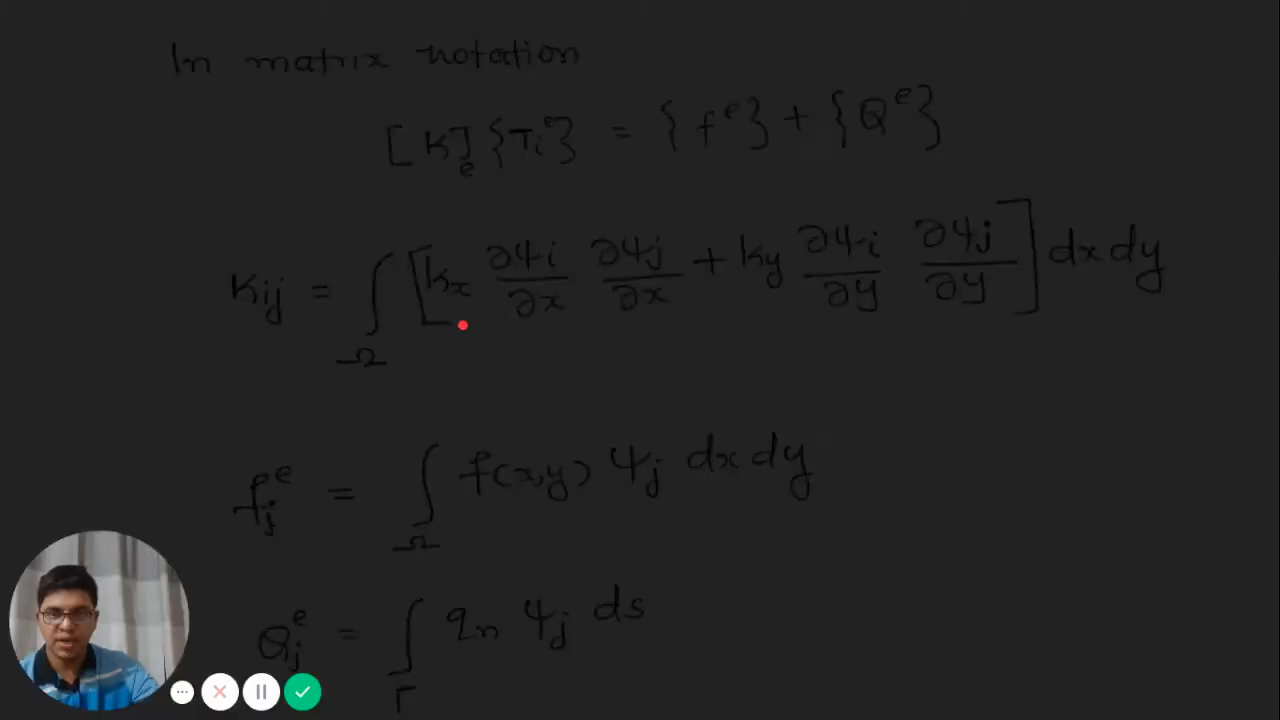 In matrix notation
[K]e {Tiᵉ} = {fᵉ} + {Qᵉ}
Kij = ∫Ω [kx ∂ψi/∂x ∂ψj/∂x + ky ∂ψi/∂y ∂ψj/∂y] dx dy
fjᵉ = ∫Ω f(x,y) ψj dx dy
Qjᵉ = ∫Γ qn ψj ds